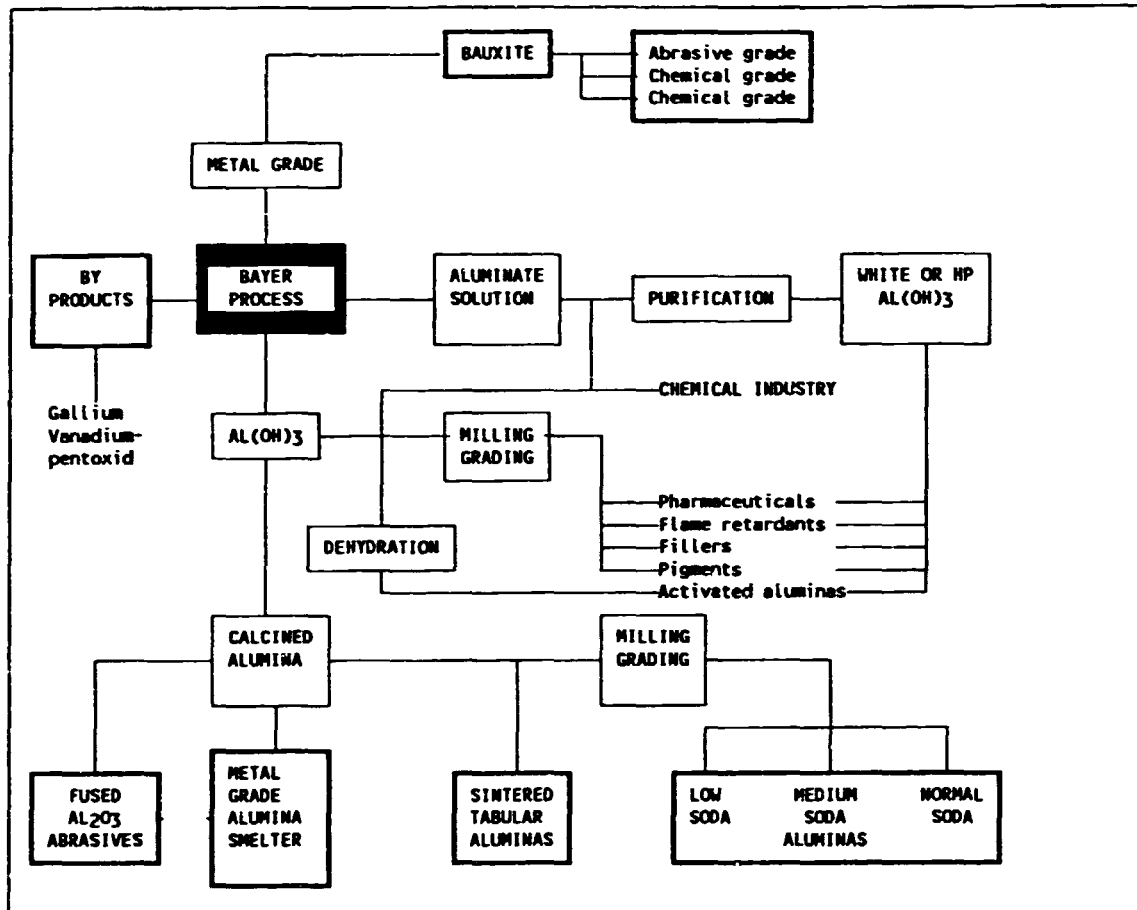 BAUXITE
Abrasive grade
Chemical grade
Chemical grade
METAL GRADE
BY
PRODUCTS
BAYER
PROCESS
ALUMINATE
SOLUTION
PURIFICATION
WHITE OR HP
AL(OH)3
Gallium
Vanadium-
pentoxid
CHEMICAL INDUSTRY
AL(OH)3
MILLING
GRADING
Pharmaceuticals
Flame retardants
Fillers
Pigments
Activated aluminas
DEHYDRATION
CALCINED
ALUMINA
MILLING
GRADING
FUSED
AL2O3
ABRASIVES
METAL
GRADE
ALUMINA
SMELTER
SINTERED
TABULAR
ALUMINAS
LOW
SODA
MEDIUM
SODA
ALUMINAS
NORMAL
SODA